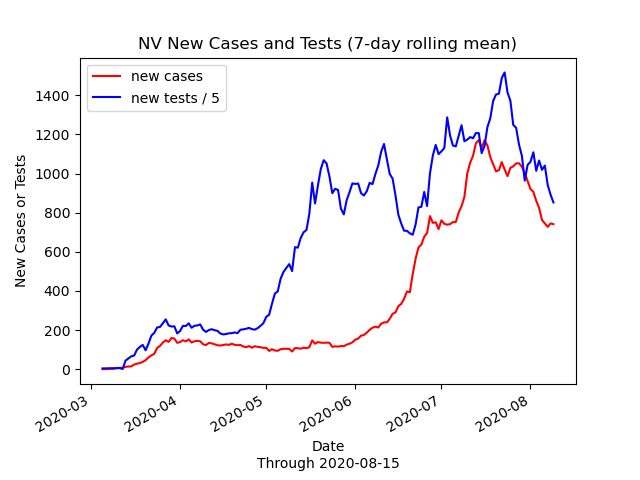 NV New Cases and Tests (7-day rolling mean)
new cases
new tests / 5
1400
1200
1000
800
600
400
200
0
New Cases or Tests
2020-03
2020-04
2020-05
2020-06
2020-07
2020-08
Date
Through 2020-08-15